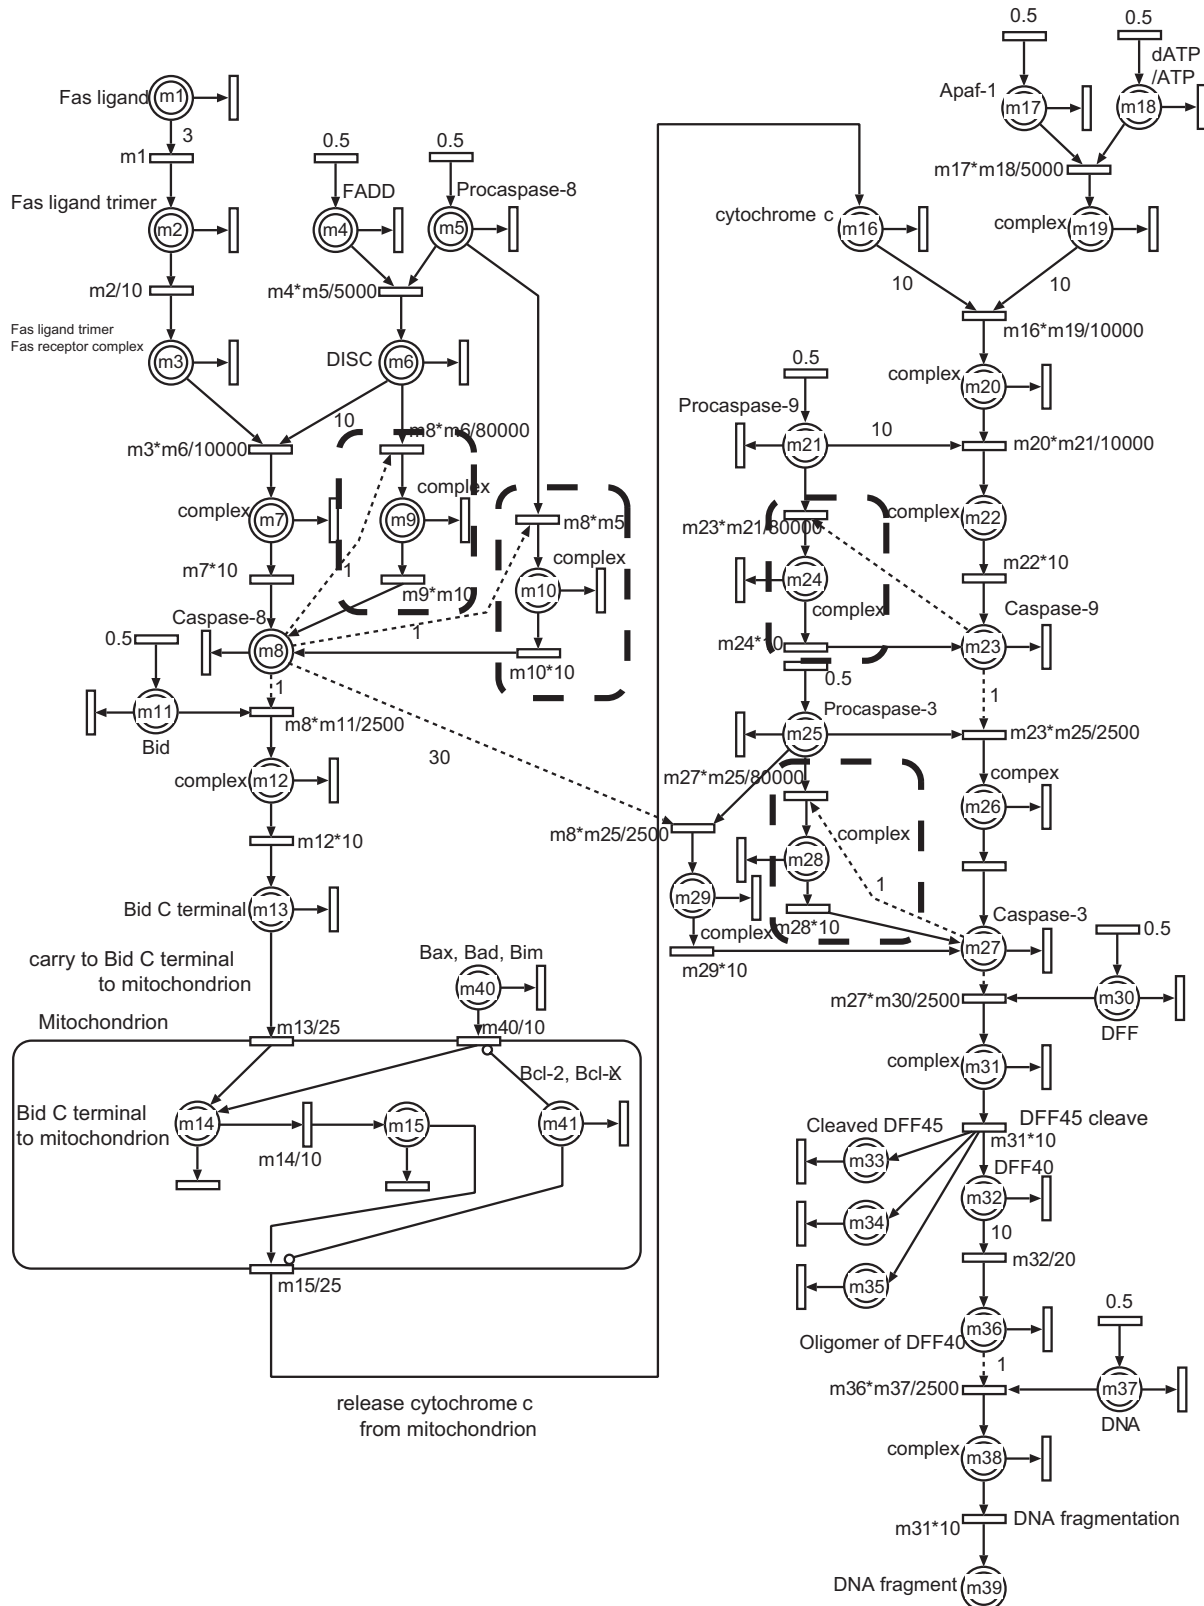 0.5
0.5
dATP
/ATP
Fas ligand
m1
Apaf-1
m17
m18
3
m1
0.5
0.5
m17*m18/5000
FADD
Procaspase-8
Fas ligand trimer
cytochrome c
complex
m2
m4
m5
m16
m19
m2/10
m4*m5/5000
10
10
Fas ligand trimer
Fas receptor complex
m16*m19/10000
m3
DISC
m6
0.5
complex
m20
Procaspase-9
10
m8*m6/80000
m3*m6/10000
m21
10
m20*m21/10000
complex
complex
m7
m9
m8*m5
m23*m21/80000
complex
m22
complex
m7*10
1
m9*m10
m10
m24
m22*10
complex
Caspase-8
1
Caspase-9
0.5
m8
m10*10
m24*10
m23
0.5
1
1
m11
Bid
m8*m11/2500
Procaspase-3
m25
m23*m25/2500
30
complex
m12
m27*m25/80000
compex
m26
m12*10
m8*m25/2500
complex
m28
1
m29
Bid C terminal
m13
complex
m28*10
Caspase-3
m27
0.5
carry to Bid C terminal
to mitochondrion
Bax, Bad, Bim
m40
m29*10
m27*m30/2500
m30
DFF
Mitochondrion
m13/25
m40/10
complex
m31
Bcl-2, Bcl-X
Bid C terminal
to mitochondrion
m14
m15
m41
m14/10
DFF45 cleave
m31*10
Cleaved DFF45
m33
DFF40
m32
m34
10
m32/20
m35
m15/25
0.5
m36
Oligomer of DFF40
1
m36*m37/2500
m37
DNA
release cytochrome c
from mitochondrion
complex
m38
m31*10
DNA fragmentation
DNA fragment
m39